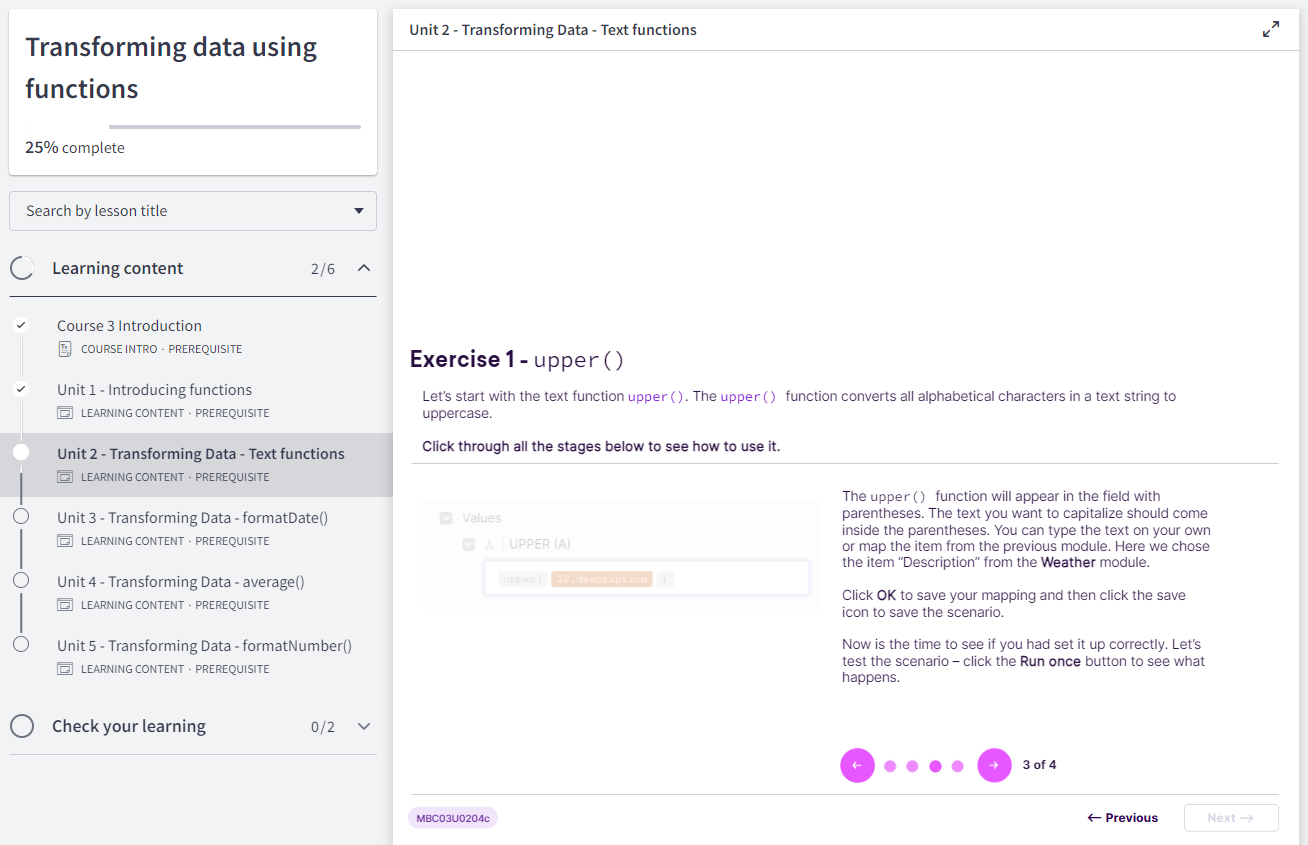 Transforming data using
functions
25% complete
Search by lesson title
Learning content 2/6
Course 3 Introduction
COURSE INTRO · PREREQUISITE
Unit 1 - Introducing functions
LEARNING CONTENT · PREREQUISITE
Unit 2 - Transforming Data - Text functions
LEARNING CONTENT · PREREQUISITE
Unit 3 - Transforming Data - formatDate()
LEARNING CONTENT · PREREQUISITE
Unit 4 - Transforming Data - average()
LEARNING CONTENT · PREREQUISITE
Unit 5 - Transforming Data - formatNumber()
LEARNING CONTENT · PREREQUISITE
Check your learning 0/2
Unit 2 - Transforming Data - Text functions
Exercise 1 - upper()
Let's start with the text function upper(). The upper() function converts all alphabetical characters in a text string to
uppercase.
Click through all the stages below to see how to use it.
Values
A UPPER (A)
upper( 12.description )
The upper() function will appear in the field with
parentheses. The text you want to capitalize should come
inside the parentheses. You can type the text on your own
or map the item from the previous module. Here we chose
the item “Description” from the Weather module.
Click OK to save your mapping and then click the save
icon to save the scenario.
Now is the time to see if you had set it up correctly. Let's
test the scenario – click the Run once button to see what
happens.
← → 3 of 4
MBC03U0204c ← Previous Next →